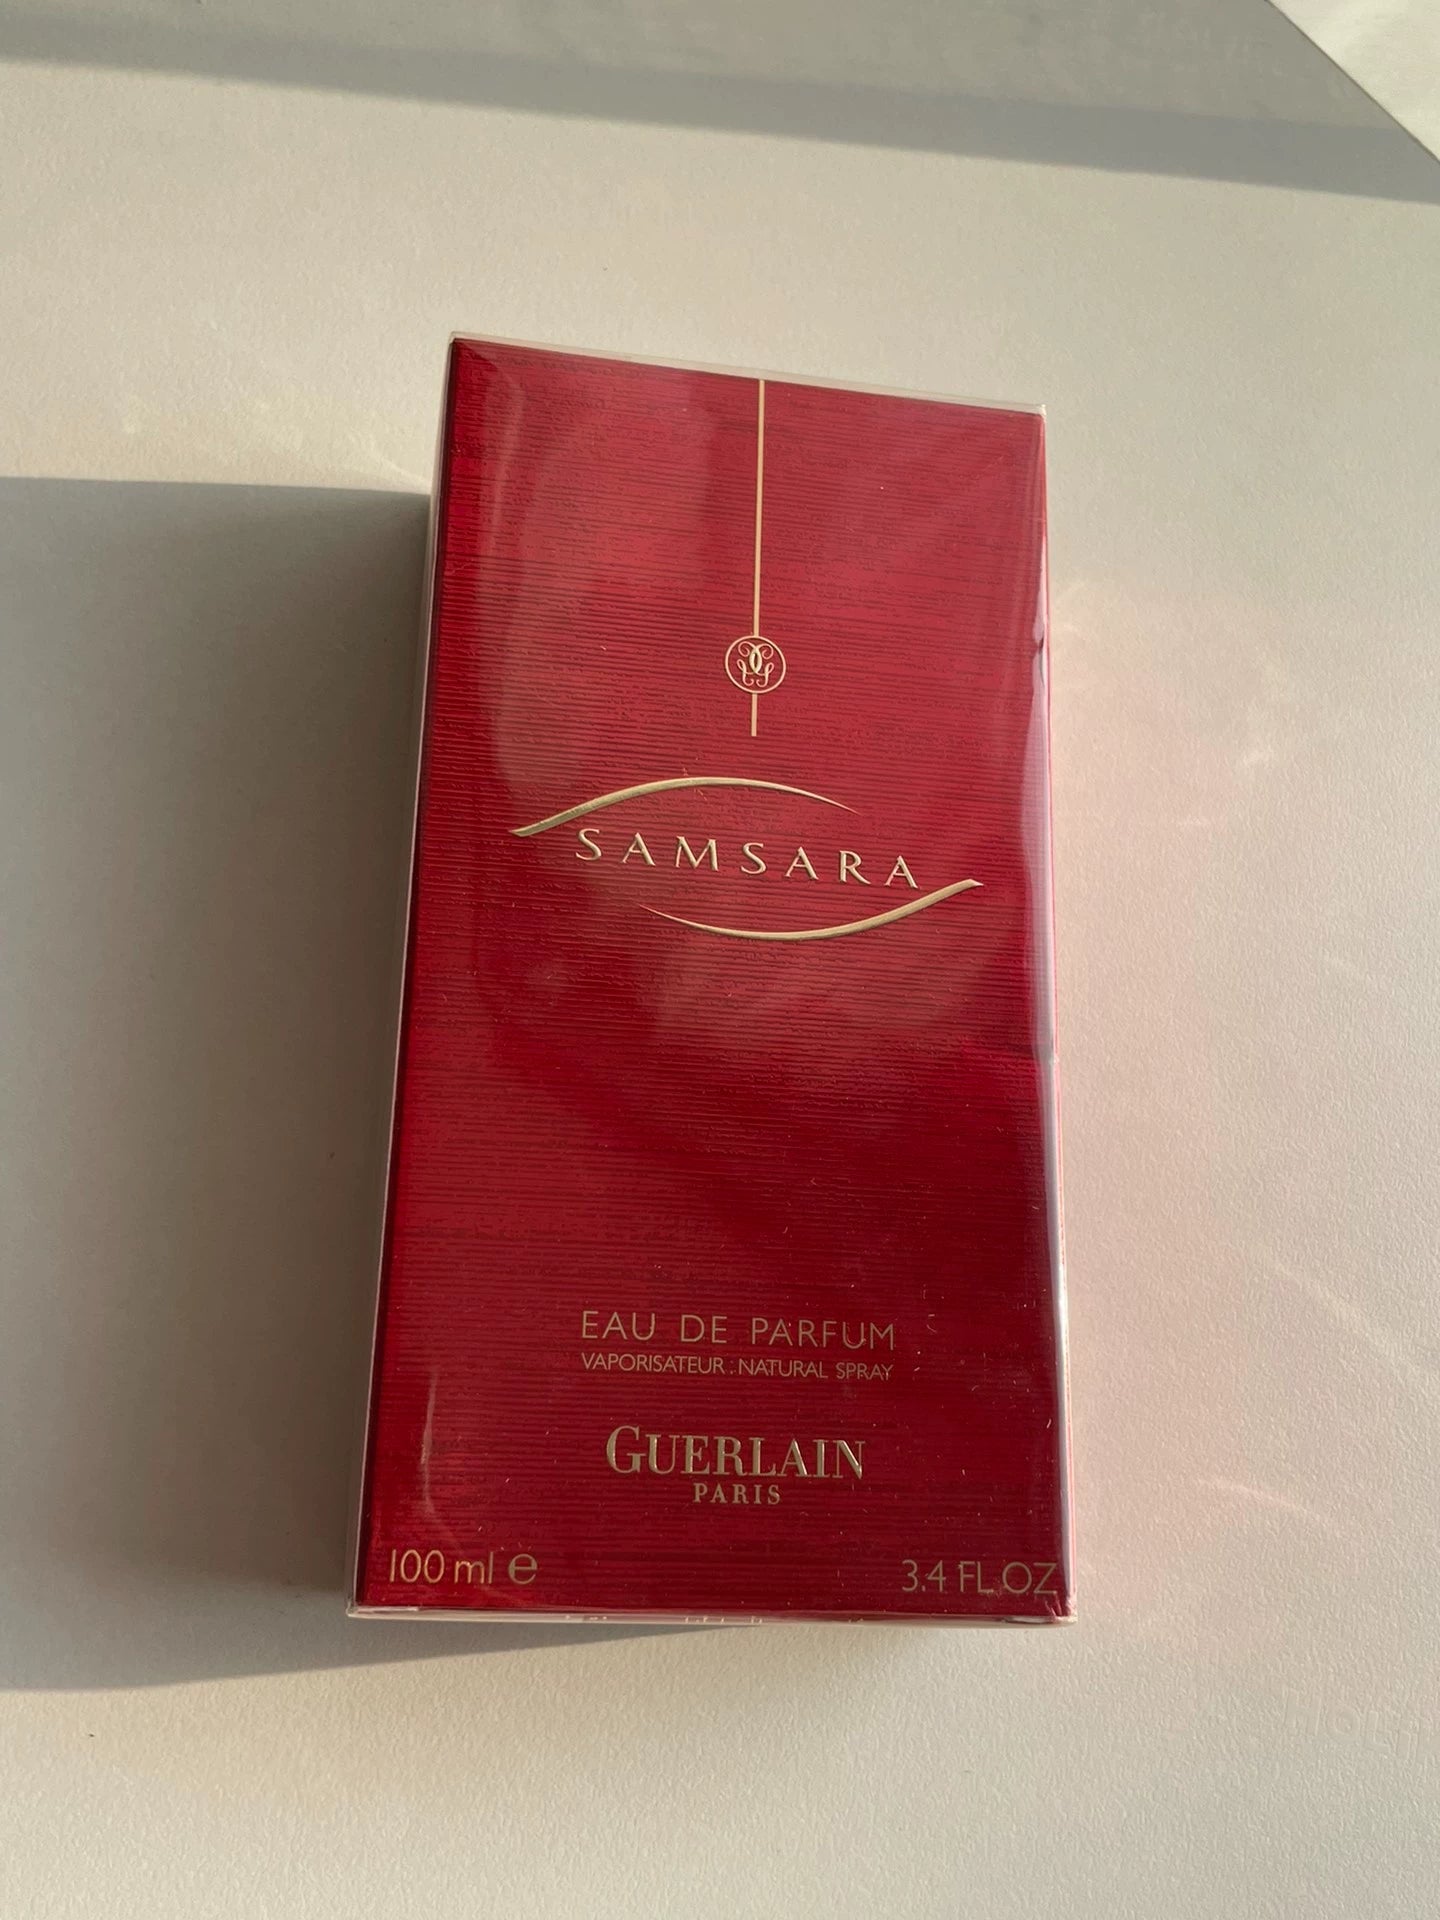 SAMSARA
EAU DE PARFUM
VAPORISATEUR : NATURAL SPRAY
GUERLAIN
PARIS
100 ml e
3.4 FL.OZ